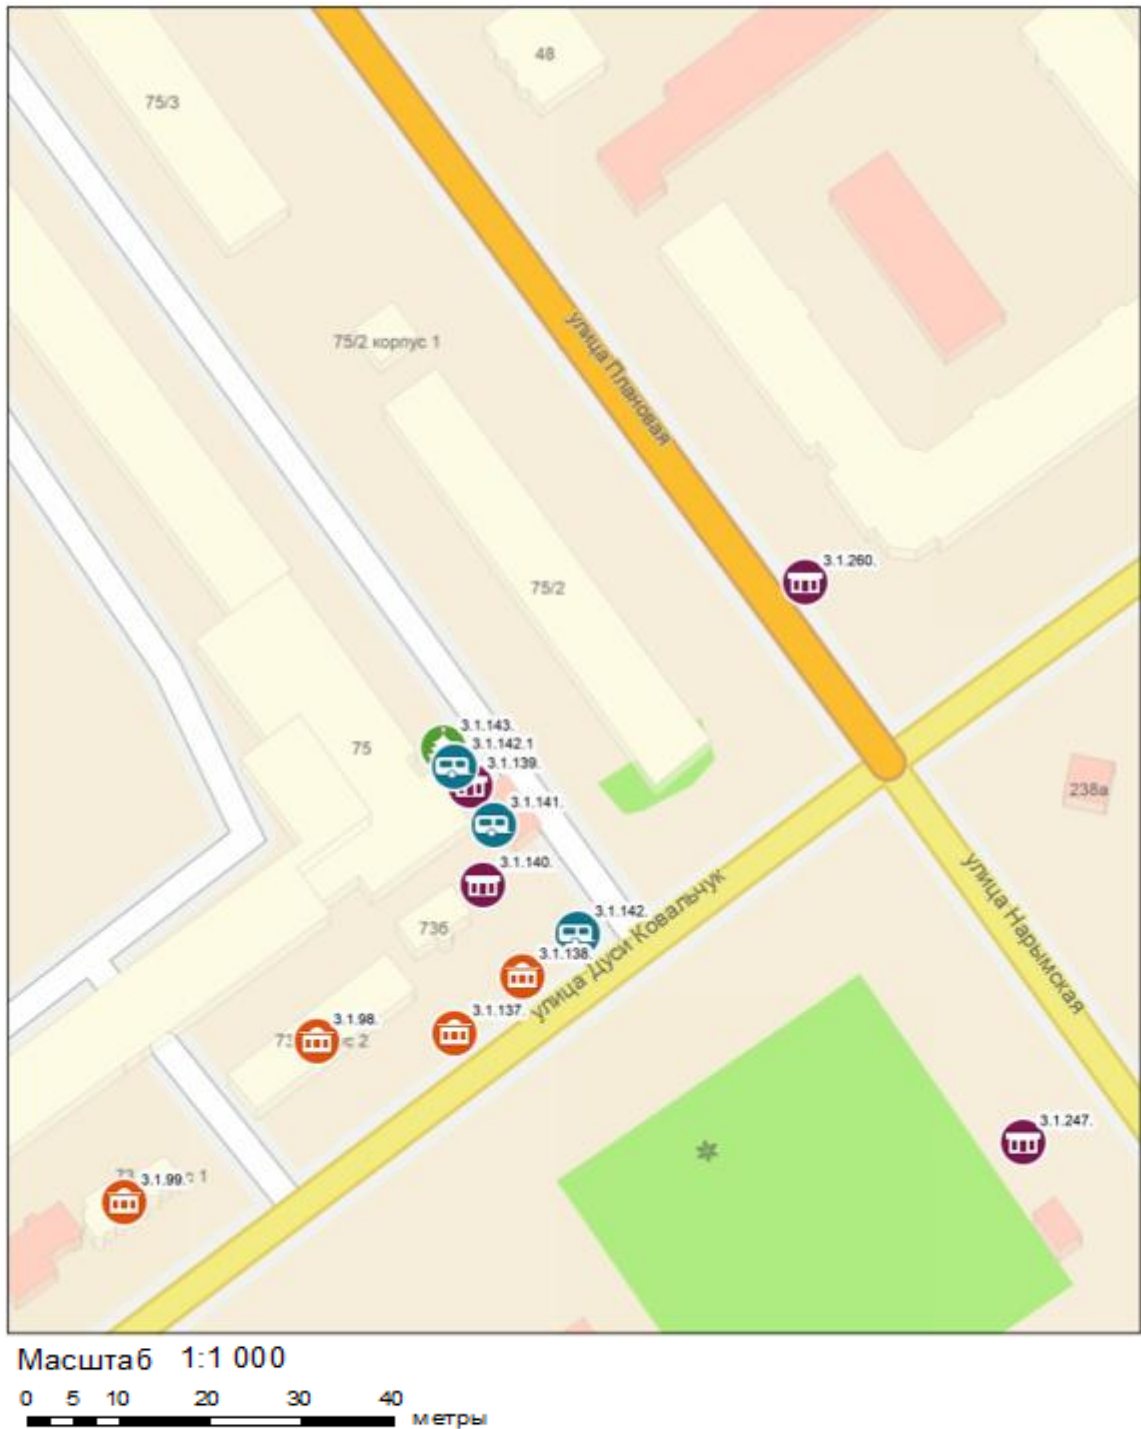 48
75/3
75/2 корпус 1
улица Плановая
3.1.260.
75/2
3.1.143.
3.1.142.1
75
3.1.139.
238а
3.1.141.
3.1.140.
улица Нарымская
3.1.142.
73б
3.1.138.
улица Дуси Ковальчук
3.1.137.
3.1.98.
2
3.1.247.
3.1.99.
1
Масштаб 1:1 000
0 5 10 20 30 40
метры